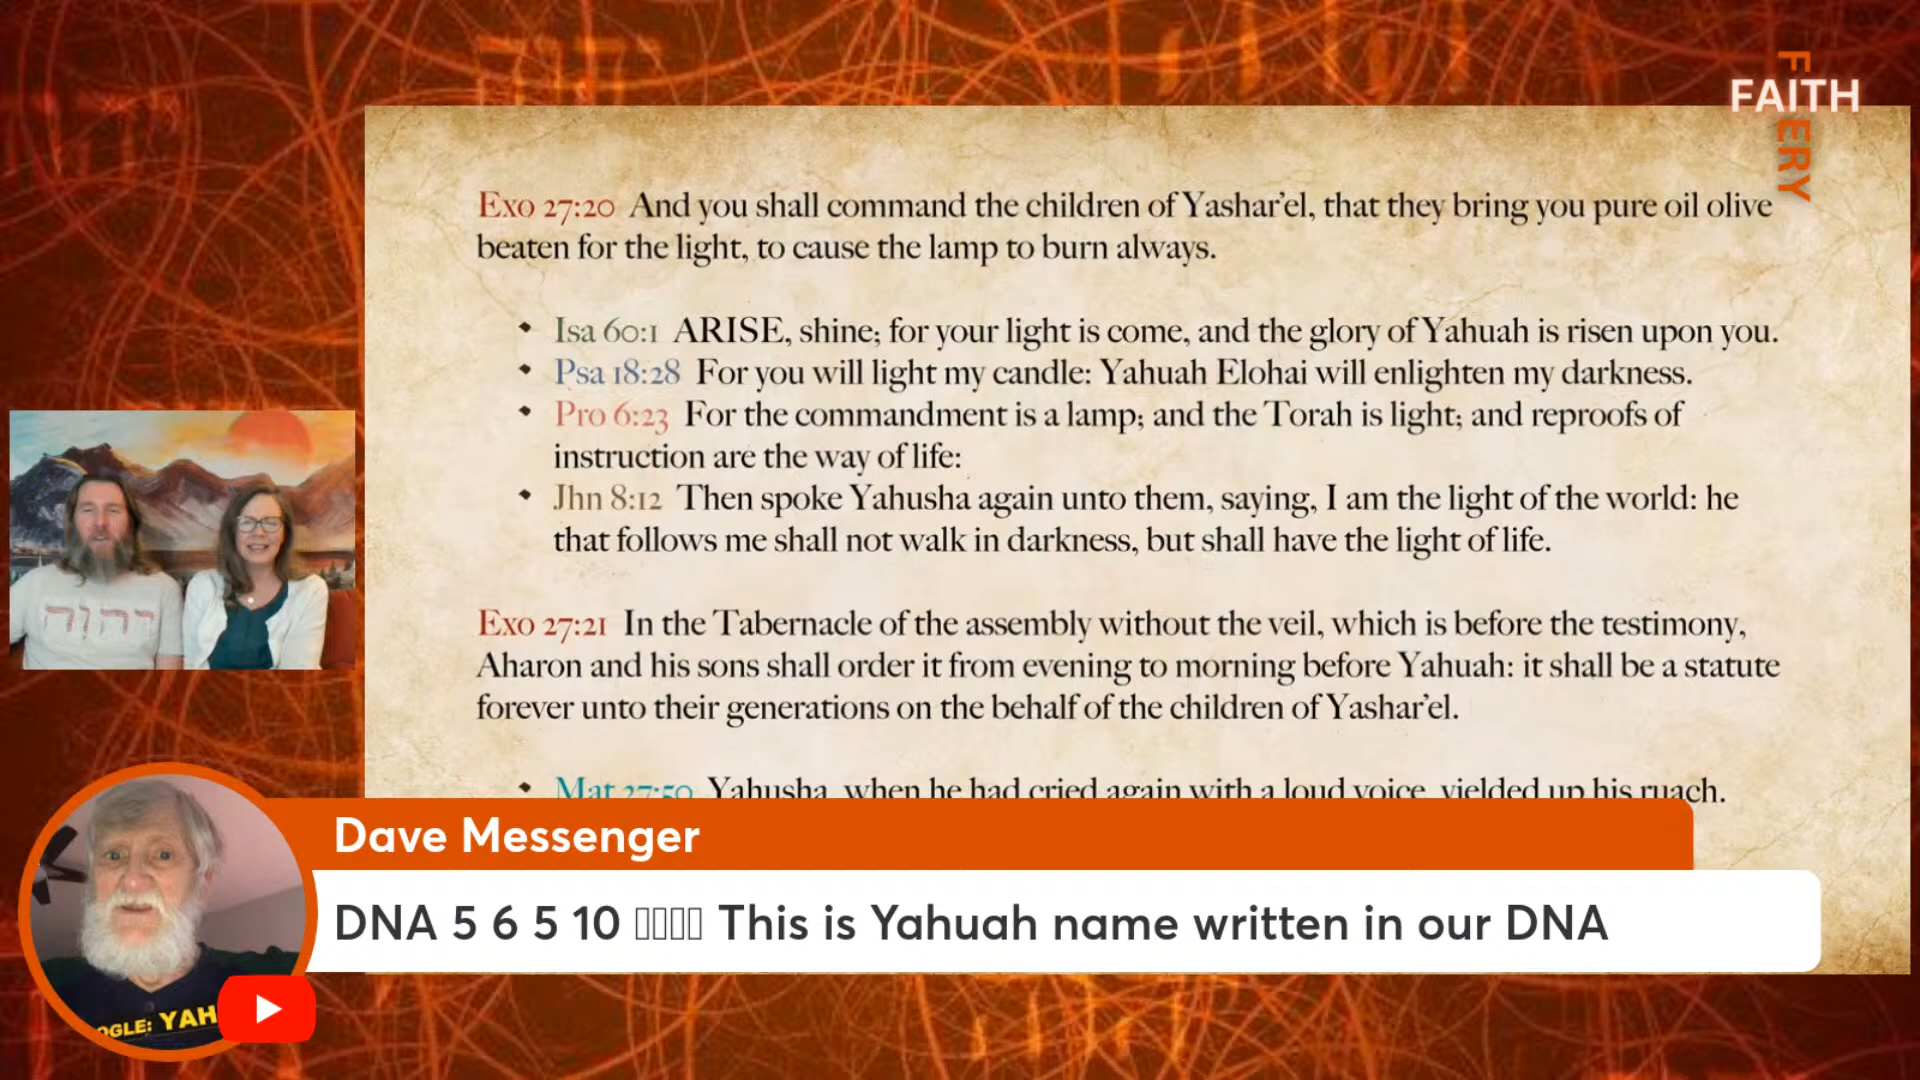 FIERY
FAITH
Exo 27:20 And you shall command the children of Yashar’el, that they bring you pure oil olive
beaten for the light, to cause the lamp to burn always.
• Isa 60:1 ARISE, shine; for your light is come, and the glory of Yahuah is risen upon you.
• Psa 18:28 For you will light my candle: Yahuah Elohai will enlighten my darkness.
• Pro 6:23 For the commandment is a lamp; and the Torah is light; and reproofs of
instruction are the way of life:
• Jhn 8:12 Then spoke Yahusha again unto them, saying, I am the light of the world: he
that follows me shall not walk in darkness, but shall have the light of life.
Exo 27:21 In the Tabernacle of the assembly without the veil, which is before the testimony,
Aharon and his sons shall order it from evening to morning before Yahuah: it shall be a statute
forever unto their generations on the behalf of the children of Yashar’el.
• Mat 27:50 Yahusha, when he had cried again with a loud voice, yielded up his ruach.
יהוה
Dave Messenger
DNA 5 6 5 10 This is Yahuah name written in our DNA
OGLE: YAH